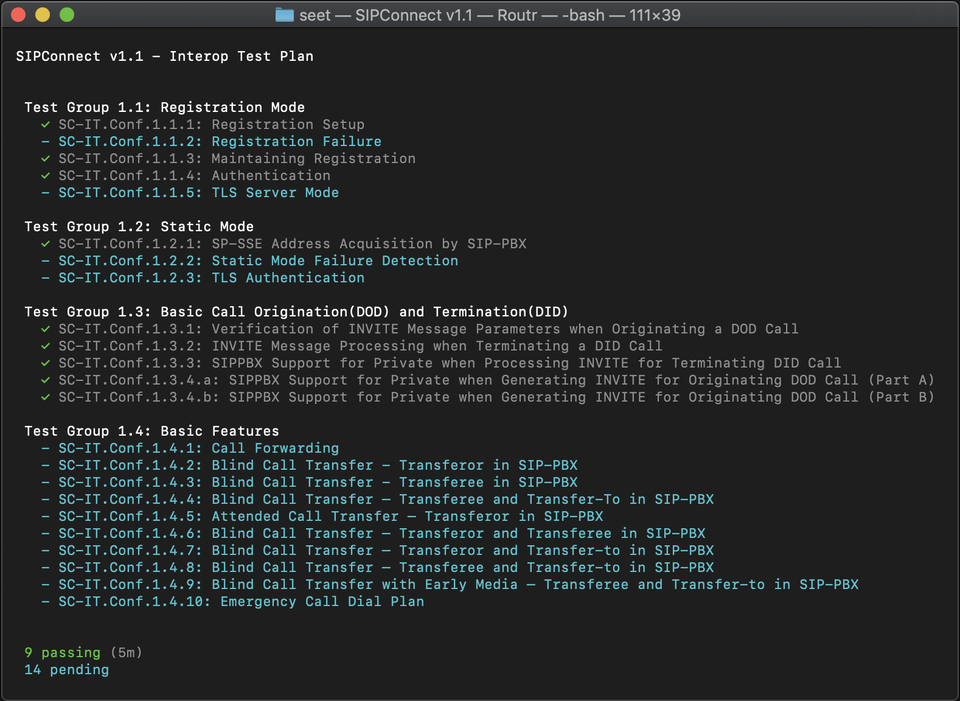 seet — SIPConnect v1.1 — Routr — -bash — 111×39
SIPConnect v1.1 – Interop Test Plan
Test Group 1.1: Registration Mode
✓ SC-IT.Conf.1.1.1: Registration Setup
– SC-IT.Conf.1.1.2: Registration Failure
✓ SC-IT.Conf.1.1.3: Maintaining Registration
✓ SC-IT.Conf.1.1.4: Authentication
– SC-IT.Conf.1.1.5: TLS Server Mode
Test Group 1.2: Static Mode
✓ SC-IT.Conf.1.2.1: SP-SSE Address Acquisition by SIP-PBX
– SC-IT.Conf.1.2.2: Static Mode Failure Detection
– SC-IT.Conf.1.2.3: TLS Authentication
Test Group 1.3: Basic Call Origination(DOD) and Termination(DID)
✓ SC-IT.Conf.1.3.1: Verification of INVITE Message Parameters when Originating a DOD Call
✓ SC-IT.Conf.1.3.2: INVITE Message Processing when Terminating a DID Call
✓ SC-IT.Conf.1.3.3: SIPPBX Support for Private when Processing INVITE for Terminating DID Call
✓ SC-IT.Conf.1.3.4.a: SIPPBX Support for Private when Generating INVITE for Originating DOD Call (Part A)
✓ SC-IT.Conf.1.3.4.b: SIPPBX Support for Private when Generating INVITE for Originating DOD Call (Part B)
Test Group 1.4: Basic Features
– SC-IT.Conf.1.4.1: Call Forwarding
– SC-IT.Conf.1.4.2: Blind Call Transfer – Transferor in SIP-PBX
– SC-IT.Conf.1.4.3: Blind Call Transfer – Transferee in SIP-PBX
– SC-IT.Conf.1.4.4: Blind Call Transfer – Transferee and Transfer-To in SIP-PBX
– SC-IT.Conf.1.4.5: Attended Call Transfer – Transferor in SIP-PBX
– SC-IT.Conf.1.4.6: Blind Call Transfer – Transferor and Transferee in SIP-PBX
– SC-IT.Conf.1.4.7: Blind Call Transfer – Transferor and Transfer-to in SIP-PBX
– SC-IT.Conf.1.4.8: Blind Call Transfer – Transferee and Transfer-to in SIP-PBX
– SC-IT.Conf.1.4.9: Blind Call Transfer with Early Media – Transferee and Transfer-to in SIP-PBX
– SC-IT.Conf.1.4.10: Emergency Call Dial Plan
9 passing (5m)
14 pending